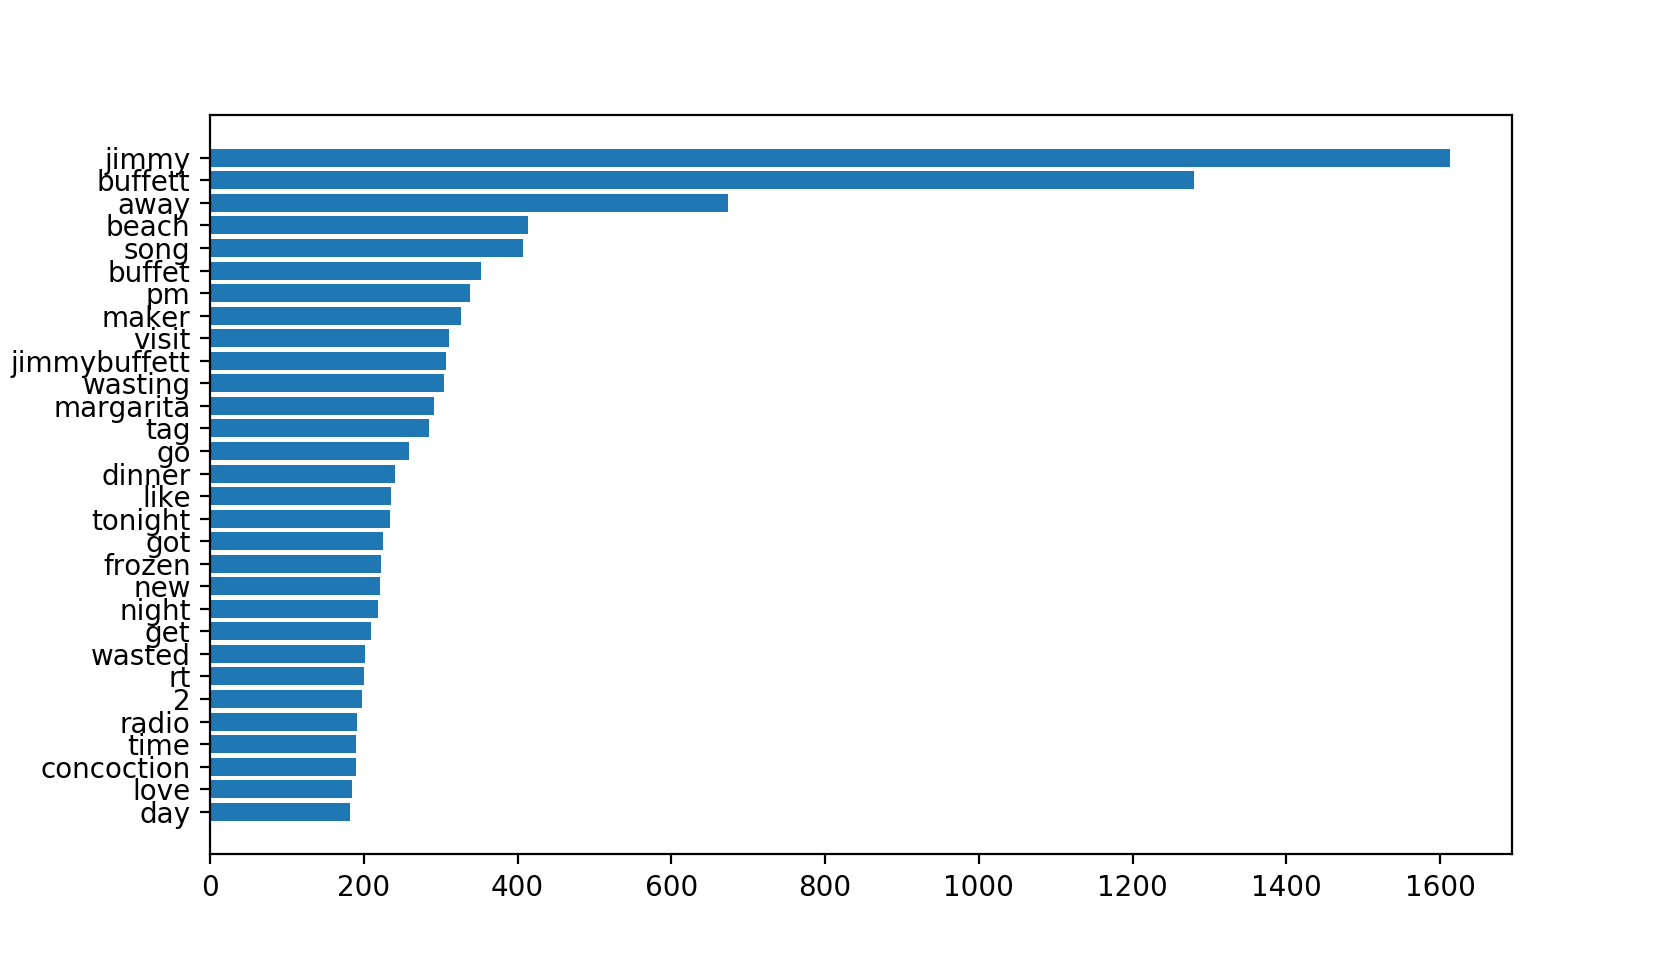 jimmy
buffett
away
beach
song
buffet
pm
maker
visit
jimmybuffett
wasting
margarita
tag
go
dinner
like
tonight
got
frozen
new
night
get
wasted
rt
2
radio
time
concoction
love
day
0 200 400 600 800 1000 1200 1400 1600